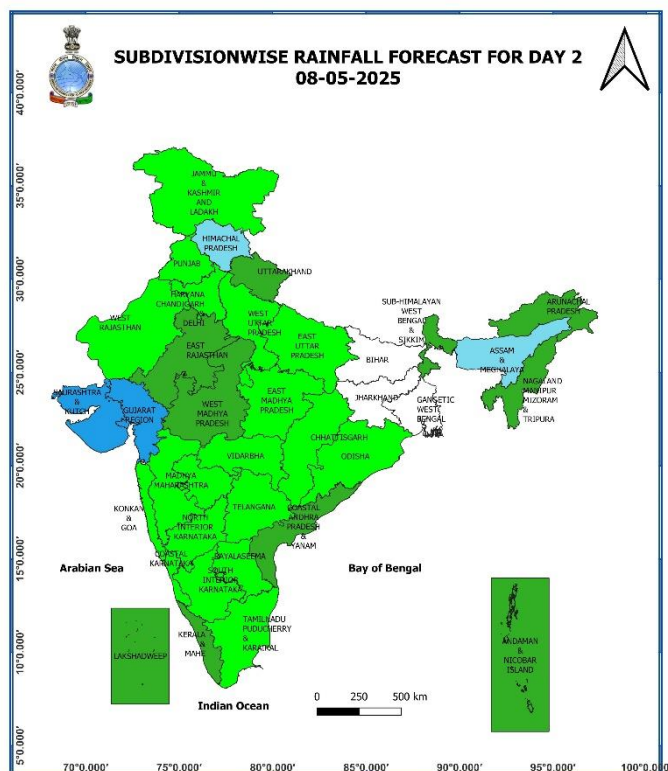 SUBDIVISIONWISE RAINFALL FORECAST FOR DAY 2
08-05-2025
40°0.000'
35°0.000'
30°0.000'
25°0.000'
20°0.000'
15°0.000'
10°0.000'
5°0.000'
JAMMU
&
KASHMIR
AND
LADAKH
HIMACHAL
PRADESH
PUNJAB
UTTARAKHAND
HARYANA
CHANDIGARH
DELHI
WEST
RAJASTHAN
EAST
RAJASTHAN
WEST
UTTAR
PRADESH
EAST
UTTAR
PRADESH
SUB-HIMALAYAN
WEST
BENGAL
&
SIKKIM
ARUNACHAL
PRADESH
ASSAM
&
MEGHALAYA
NAGALAND
MANIPUR
MIZORAM
&
TRIPURA
BIHAR
JHARKHAND
GANGETIC
WEST
BENGAL
SAURASHTRA
&
KUTCH
GUJARAT
REGION
WEST
MADHYA
PRADESH
EAST
MADHYA
PRADESH
CHHATTISGARH
ODISHA
VIDARBHA
MADHYA
MAHARASHTRA
KONKAN
&
GOA
NORTH
INTERIOR
KARNATAKA
TELANGANA
COASTAL
ANDHRA
PRADESH
&
YANAM
COASTAL
KARNATAKA
RAYALASEEMA
SOUTH
INTERIOR
KARNATAKA
Arabian Sea
Bay of Bengal
KERALA
&
MAHE
TAMILNADU
PUDUCHERRY
&
KARAIKAL
LAKSHADWEEP
ANDAMAN
&
NICOBAR
ISLAND
Indian Ocean
0 250 500 km
70°0.000' 75°0.000' 80°0.000' 85°0.000' 90°0.000' 95°0.000' 100°0.000'